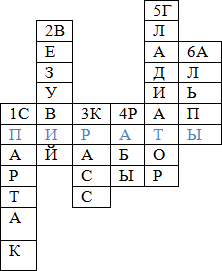 5Г
2В Л
Е А 6А
З Д Л
У И Ь
1С В 3К 4Р А П
П И Р А Т Ы
А Й А Б О
Р С Ы Р
Т С
А
К